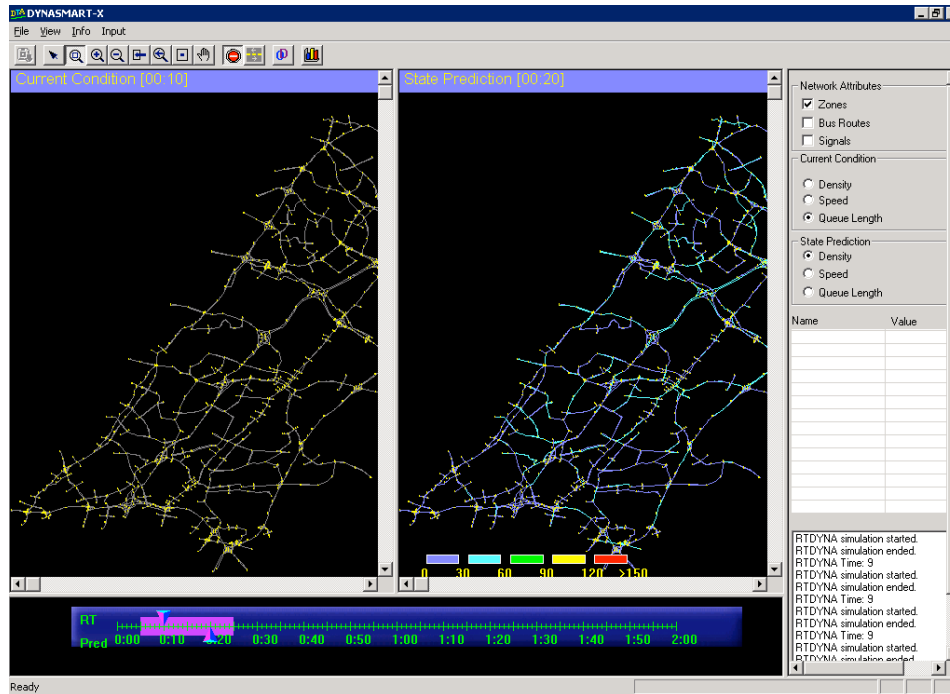 DYNASMART-X
File View Info Input
Current Condition [00:10]
State Prediction [00:20]
Network Attributes
Zones
Bus Routes
Signals
Current Condition
Density
Speed
Queue Length
State Prediction
Density
Speed
Queue Length
Name Value
0 30 60 90 120 >150
RTDYNA simulation started.
RTDYNA simulation ended.
RTDYNA Time: 9
RTDYNA simulation started.
RTDYNA simulation ended.
RTDYNA Time: 9
RTDYNA simulation started.
RTDYNA simulation ended.
RTDYNA Time: 9
RTDYNA simulation started.
RTDYNA simulation ended.
RT
Pred 0:00 0:10 0:20 0:30 0:40 0:50 1:00 1:10 1:20 1:30 1:40 1:50 2:00
Ready